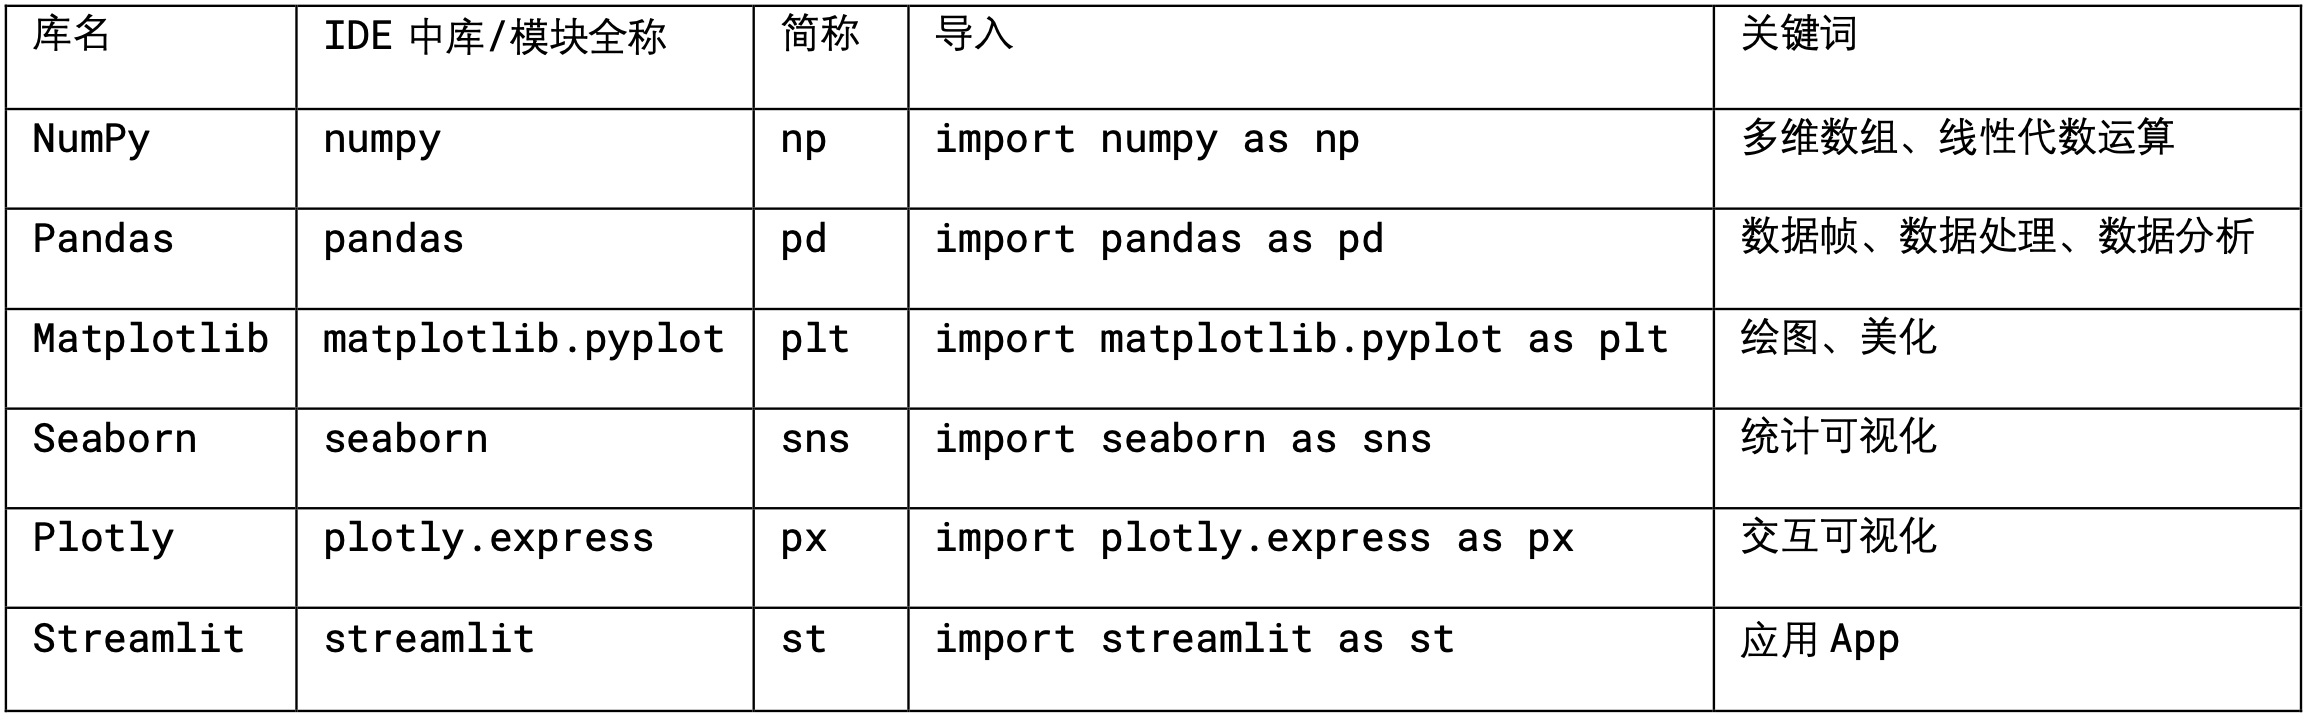 库名 IDE 中库/模块全称 简称 导入 关键词
NumPy numpy np import numpy as np 多维数组、线性代数运算
Pandas pandas pd import pandas as pd 数据帧、数据处理、数据分析
Matplotlib matplotlib.pyplot plt import matplotlib.pyplot as plt 绘图、美化
Seaborn seaborn sns import seaborn as sns 统计可视化
Plotly plotly.express px import plotly.express as px 交互可视化
Streamlit streamlit st import streamlit as st 应用 App